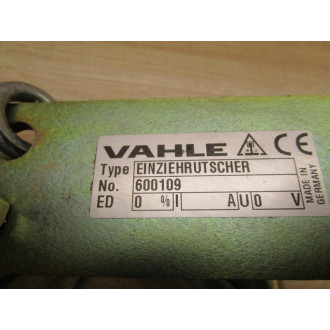 VAHLE CE
Type EINZIEHRUTSCHER
No. 600109
ED 0 %I A U 0 V
MADE IN
GERMANY